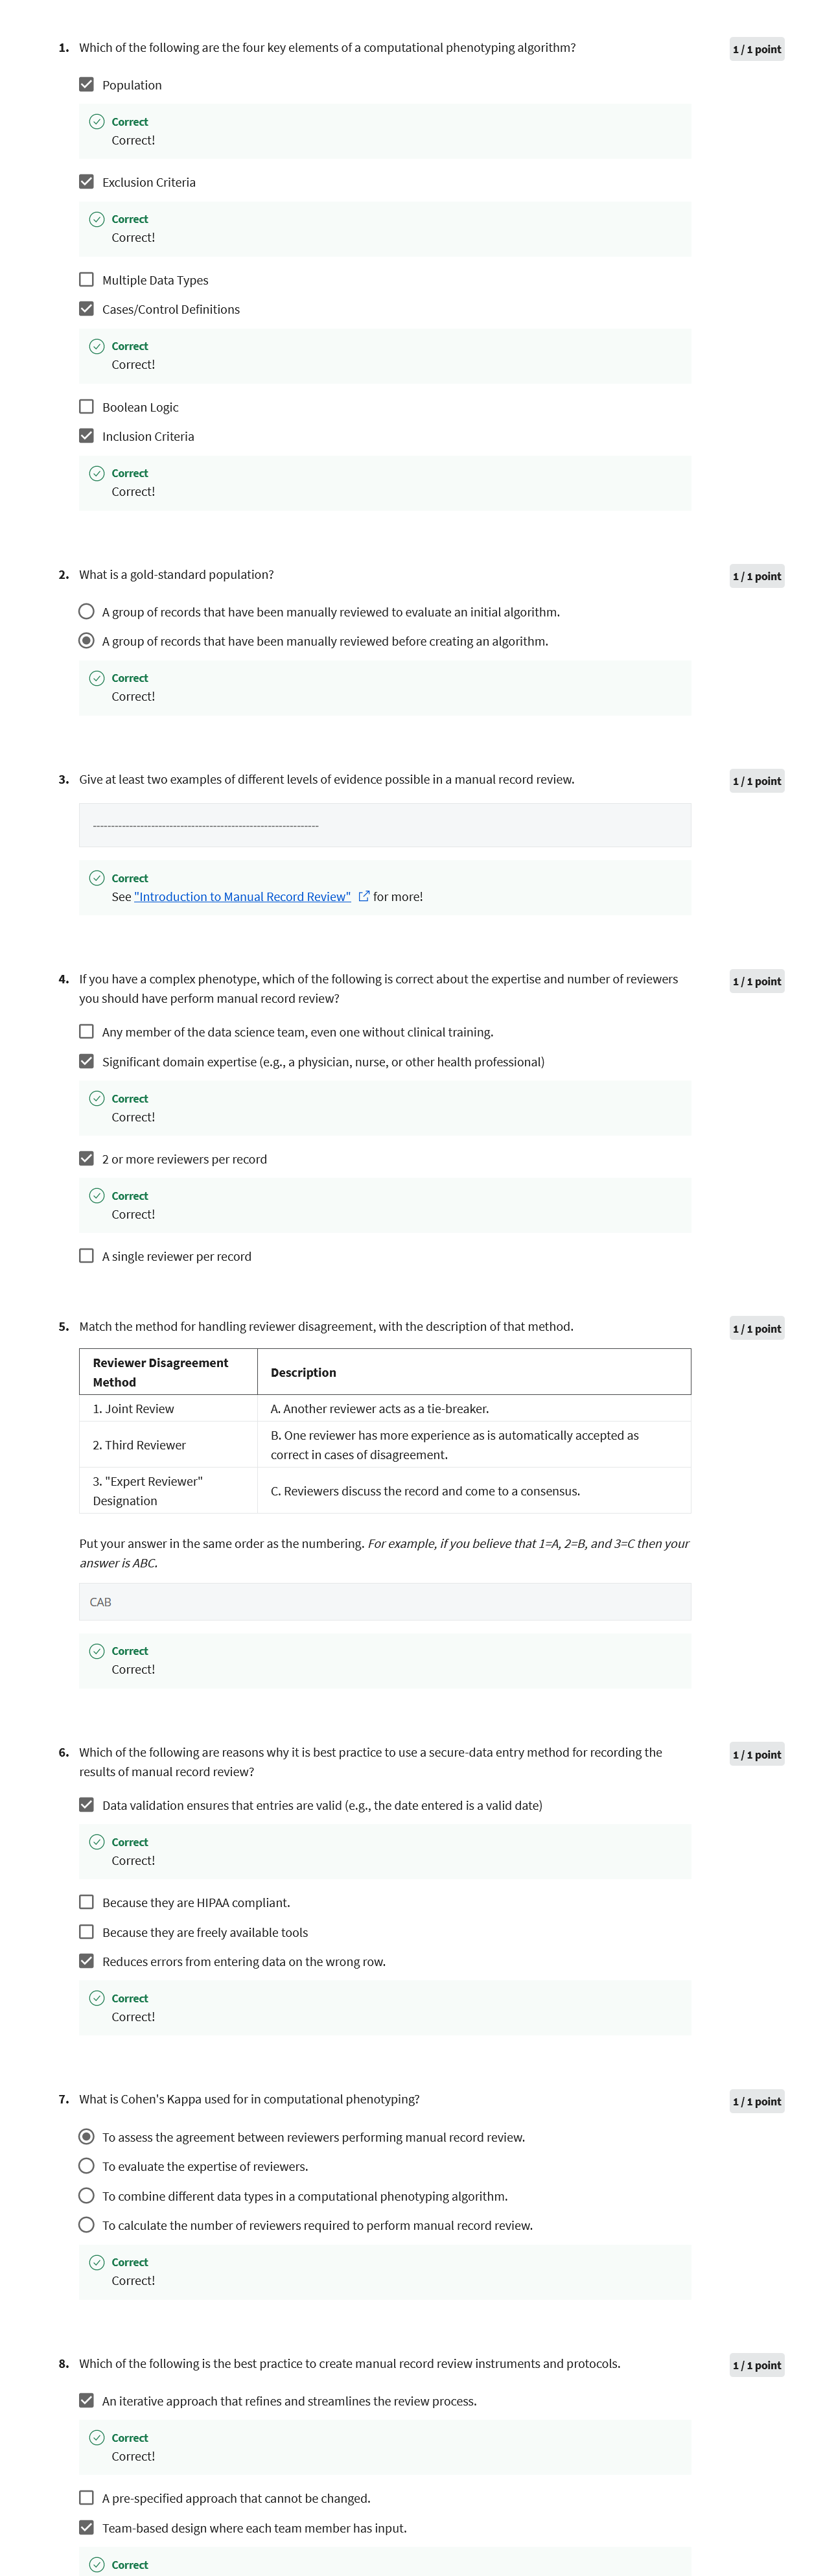 1. Which of the following are the four key elements of a computational phenotyping algorithm?
1 / 1 point
Population
Correct
Correct!
Exclusion Criteria
Correct
Correct!
Multiple Data Types
Cases/Control Definitions
Correct
Correct!
Boolean Logic
Inclusion Criteria
Correct
Correct!
2. What is a gold-standard population?
1 / 1 point
A group of records that have been manually reviewed to evaluate an initial algorithm.
A group of records that have been manually reviewed before creating an algorithm.
Correct
Correct!
3. Give at least two examples of different levels of evidence possible in a manual record review.
1 / 1 point
--------------------------------------------------------------
Correct
See "Introduction to Manual Record Review" for more!
4. If you have a complex phenotype, which of the following is correct about the expertise and number of reviewers
you should have perform manual record review?
1 / 1 point
Any member of the data science team, even one without clinical training.
Significant domain expertise (e.g., a physician, nurse, or other health professional)
Correct
Correct!
2 or more reviewers per record
Correct
Correct!
A single reviewer per record
5. Match the method for handling reviewer disagreement, with the description of that method.
1 / 1 point
Reviewer Disagreement
Method
Description
1. Joint Review
A. Another reviewer acts as a tie-breaker.
2. Third Reviewer
B. One reviewer has more experience as is automatically accepted as
correct in cases of disagreement.
3. "Expert Reviewer"
Designation
C. Reviewers discuss the record and come to a consensus.
Put your answer in the same order as the numbering. For example, if you believe that 1=A, 2=B, and 3=C then your
answer is ABC.
CAB
Correct
Correct!
6. Which of the following are reasons why it is best practice to use a secure-data entry method for recording the
results of manual record review?
1 / 1 point
Data validation ensures that entries are valid (e.g., the date entered is a valid date)
Correct
Correct!
Because they are HIPAA compliant.
Because they are freely available tools
Reduces errors from entering data on the wrong row.
Correct
Correct!
7. What is Cohen's Kappa used for in computational phenotyping?
1 / 1 point
To assess the agreement between reviewers performing manual record review.
To evaluate the expertise of reviewers.
To combine different data types in a computational phenotyping algorithm.
To calculate the number of reviewers required to perform manual record review.
Correct
Correct!
8. Which of the following is the best practice to create manual record review instruments and protocols.
1 / 1 point
An iterative approach that refines and streamlines the review process.
Correct
Correct!
A pre-specified approach that cannot be changed.
Team-based design where each team member has input.
Correct